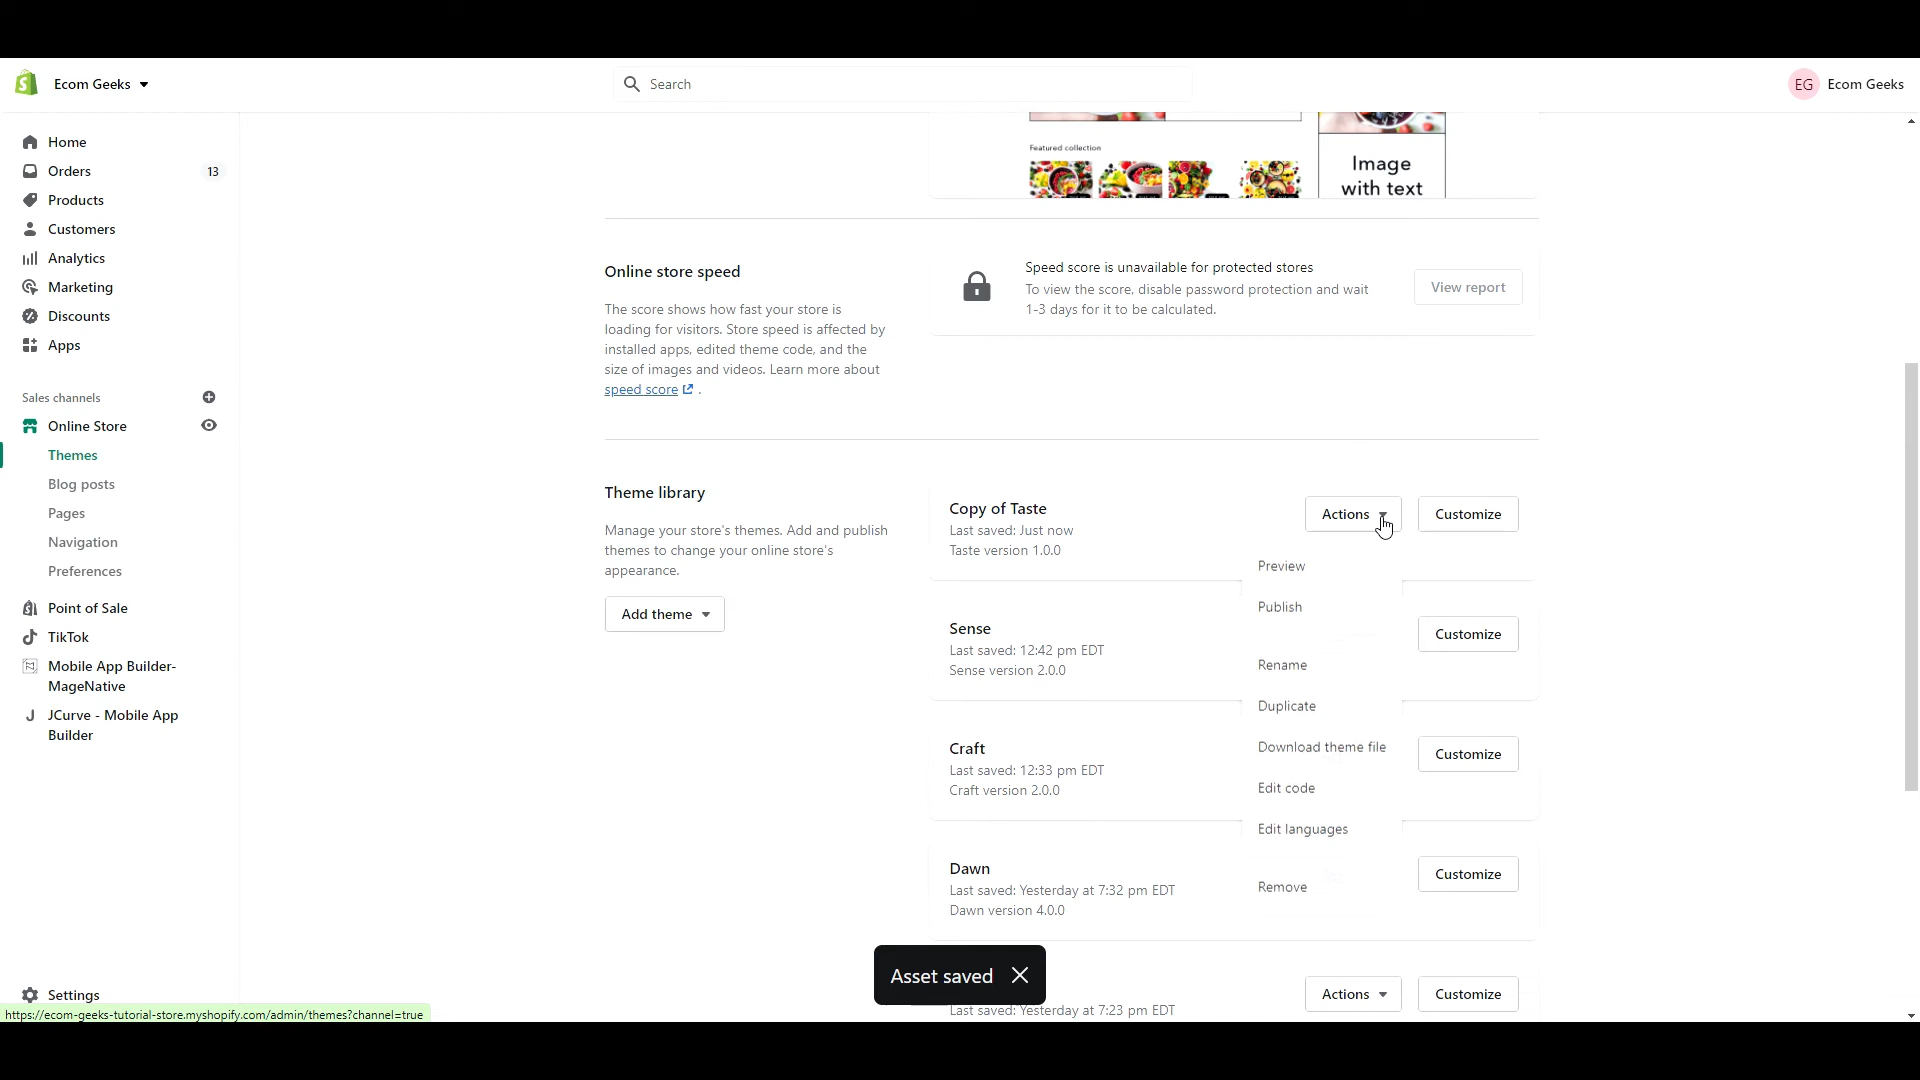 Ecom Geeks
Search
EG Ecom Geeks
Home
Orders 13
Products
Customers
Analytics
Marketing
Discounts
Apps
Sales channels
Online Store
Themes
Blog posts
Pages
Navigation
Preferences
Point of Sale
TikTok
Mobile App Builder-
MageNative
JCurve - Mobile App
Builder
Settings
https://ecom-geeks-tutorial-store.myshopify.com/admin/themes?channel=true
Featured collection
Image
with text
Online store speed
The score shows how fast your store is
loading for visitors. Store speed is affected by
installed apps, edited theme code, and the
size of images and videos. Learn more about
speed score .
Speed score is unavailable for protected stores
To view the score, disable password protection and wait
1-3 days for it to be calculated.
View report
Theme library
Manage your store's themes. Add and publish
themes to change your online store's
appearance.
Add theme
Copy of Taste
Last saved: Just now
Taste version 1.0.0
Actions
Customize
Preview
Publish
Rename
Duplicate
Download theme file
Edit code
Edit languages
Remove
Sense
Last saved: 12:42 pm EDT
Sense version 2.0.0
Customize
Craft
Last saved: 12:33 pm EDT
Craft version 2.0.0
Customize
Dawn
Last saved: Yesterday at 7:32 pm EDT
Dawn version 4.0.0
Customize
Asset saved
Last saved: Yesterday at 7:23 pm EDT
Actions
Customize